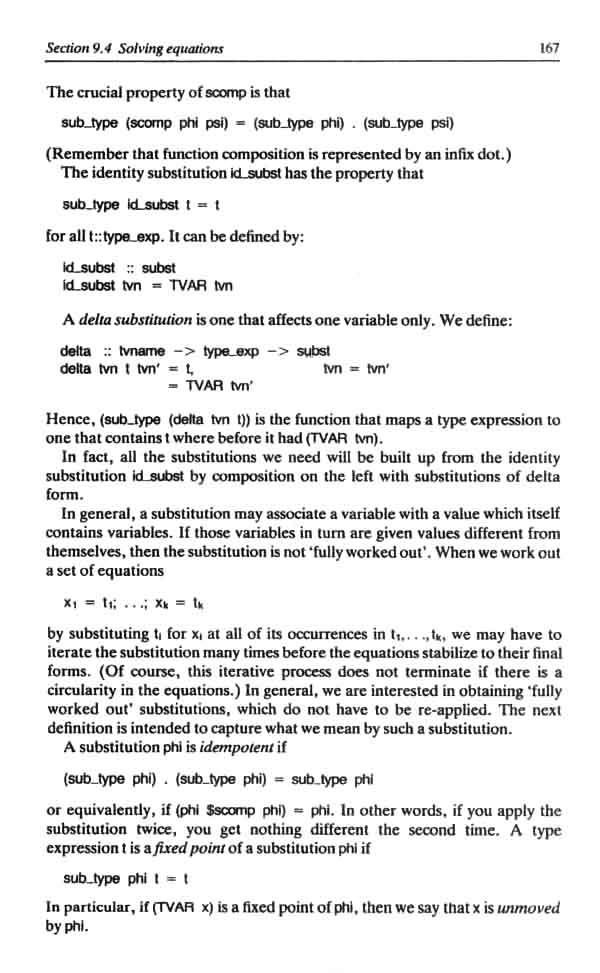 Section 9.4 Solving equations 167
The crucial property of scomp is that
sub_type (scomp phi psi) = (sub_type phi) . (sub_type psi)
(Remember that function composition is represented by an infix dot.)
The identity substitution id_subst has the property that
sub_type id_subst t = t
for all t::type_exp. It can be defined by:
id_subst :: subst
id_subst tvn = TVAR tvn
A delta substitution is one that affects one variable only. We define:
delta :: tvname -> type_exp -> subst
delta tvn t tvn' = t, tvn = tvn'
= TVAR tvn'
Hence, (sub_type (delta tvn t)) is the function that maps a type expression to
one that contains t where before it had (TVAR tvn).
In fact, all the substitutions we need will be built up from the identity
substitution id_subst by composition on the left with substitutions of delta
form.
In general, a substitution may associate a variable with a value which itself
contains variables. If those variables in turn are given values different from
themselves, then the substitution is not 'fully worked out'. When we work out
a set of equations
x₁ = t₁; ...; xₖ = tₖ
by substituting tᵢ for xᵢ at all of its occurrences in t₁,...,tₖ, we may have to
iterate the substitution many times before the equations stabilize to their final
forms. (Of course, this iterative process does not terminate if there is a
circularity in the equations.) In general, we are interested in obtaining 'fully
worked out' substitutions, which do not have to be re-applied. The next
definition is intended to capture what we mean by such a substitution.
A substitution phi is idempotent if
(sub_type phi) . (sub_type phi) = sub_type phi
or equivalently, if (phi $scomp phi) = phi. In other words, if you apply the
substitution twice, you get nothing different the second time. A type
expression t is a fixed point of a substitution phi if
sub_type phi t = t
In particular, if (TVAR x) is a fixed point of phi, then we say that x is unmoved
by phi.